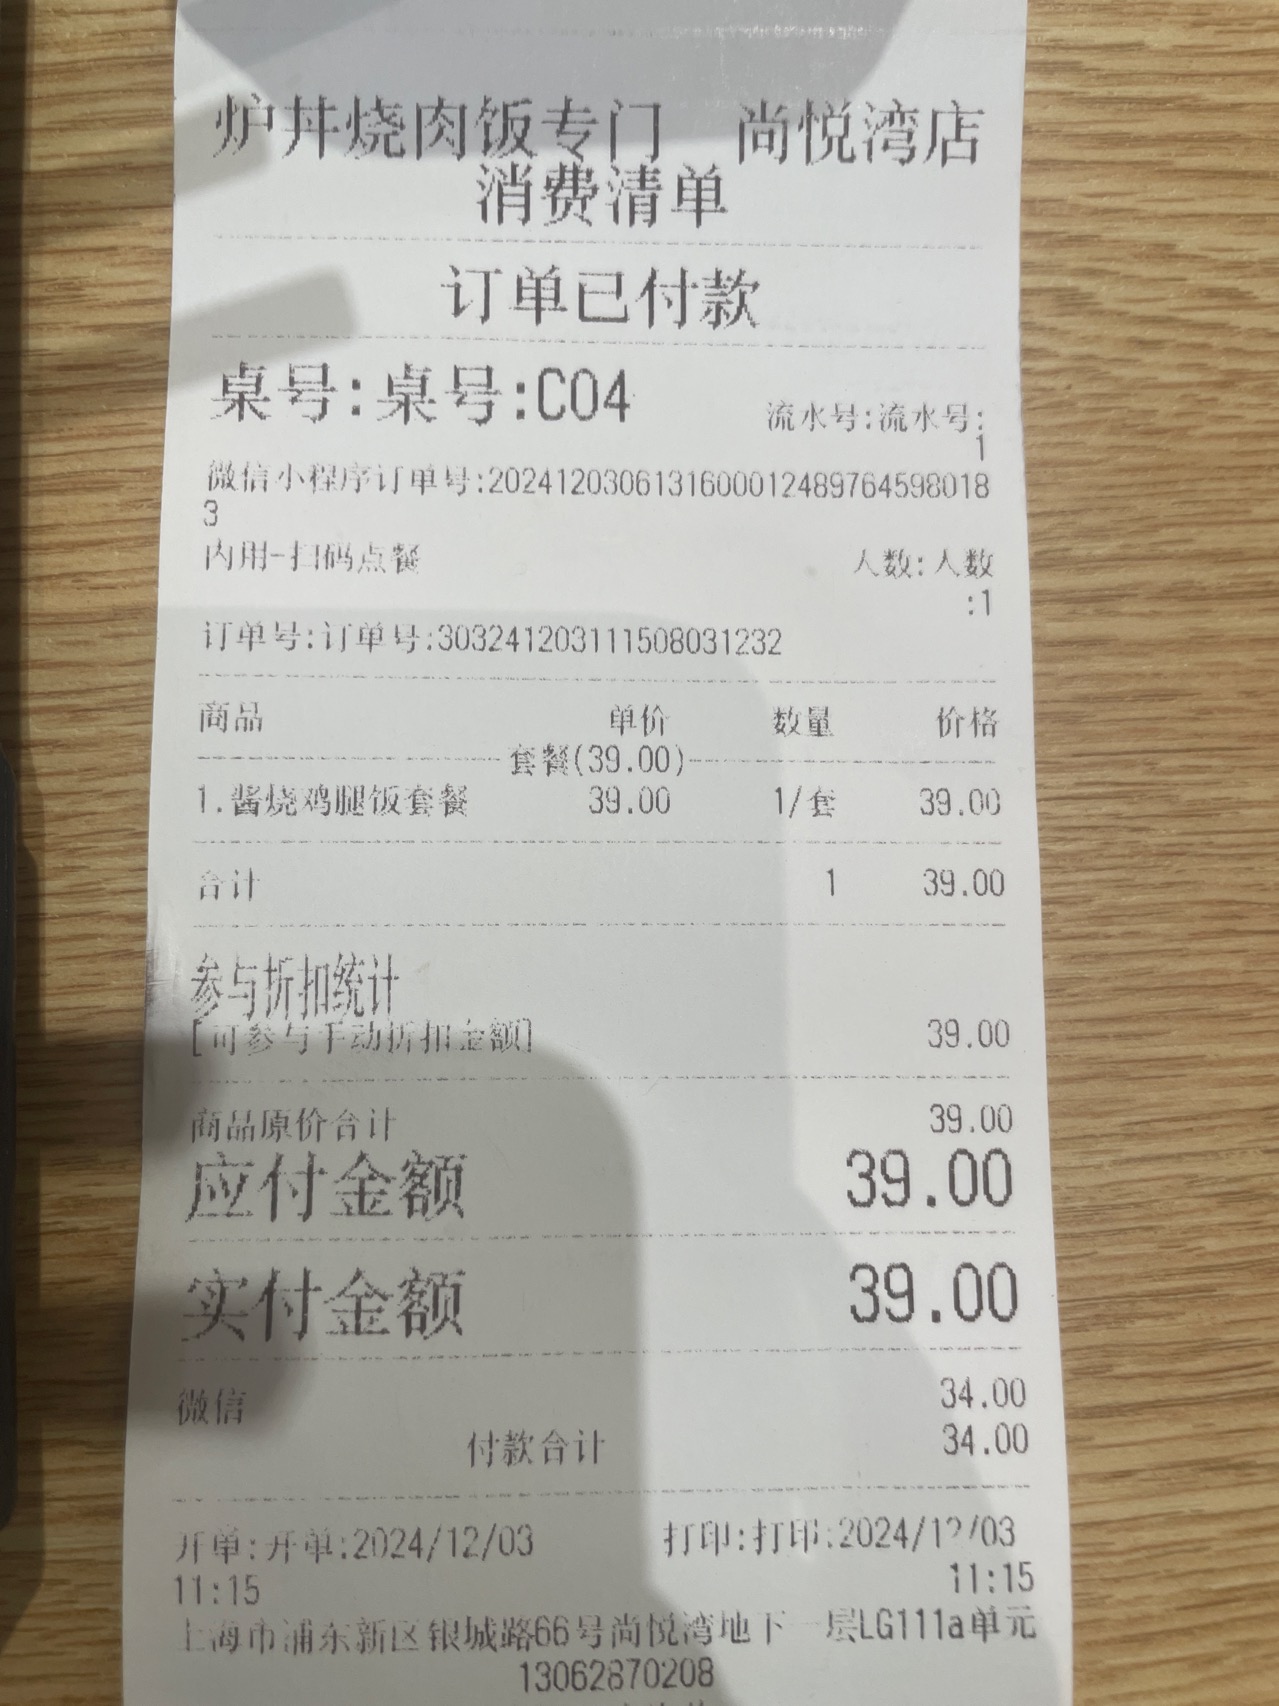 炉丼烧肉饭专门 尚悦湾店
消费清单
订单已付款
桌号:桌号:C04
流水号:流水号:
1
微信小程序订单号:2024120306131600012489764598018
3
内用-扫码点餐 人数:人数
:1
订单号:订单号:303241203111508031232
商品 单价 数量 价格
套餐(39.00)
1.酱烧鸡腿饭套餐 39.00 1/套 39.00
合计 1 39.00
参与折扣统计
[可参与手动折扣金额] 39.00
商品原价合计 39.00
应付金额 39.00
实付金额 39.00
微信 34.00
付款合计 34.00
开单:开单:2024/12/03 打印:打印:2024/12/03
11:15 11:15
上海市浦东新区银城路66号尚悦湾地下一层LG111a单元
13062870208